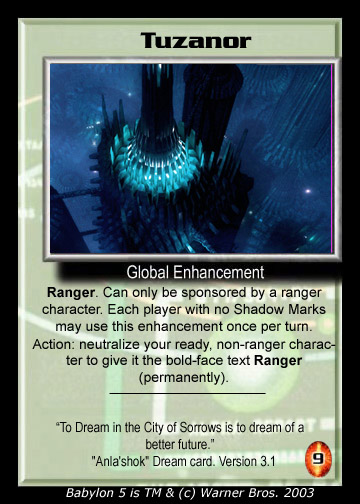 Tuzanor
Global Enhancement
Ranger. Can only be sponsored by a ranger
character. Each player with no Shadow Marks
may use this enhancement once per turn.
Action: neutralize your ready, non-ranger charac-
ter to give it the bold-face text Ranger
(permanently).
“To Dream in the City of Sorrows is to dream of a
better future.”
"Anla'shok" Dream card. Version 3.1
9
Babylon 5 is TM & (c) Warner Bros. 2003